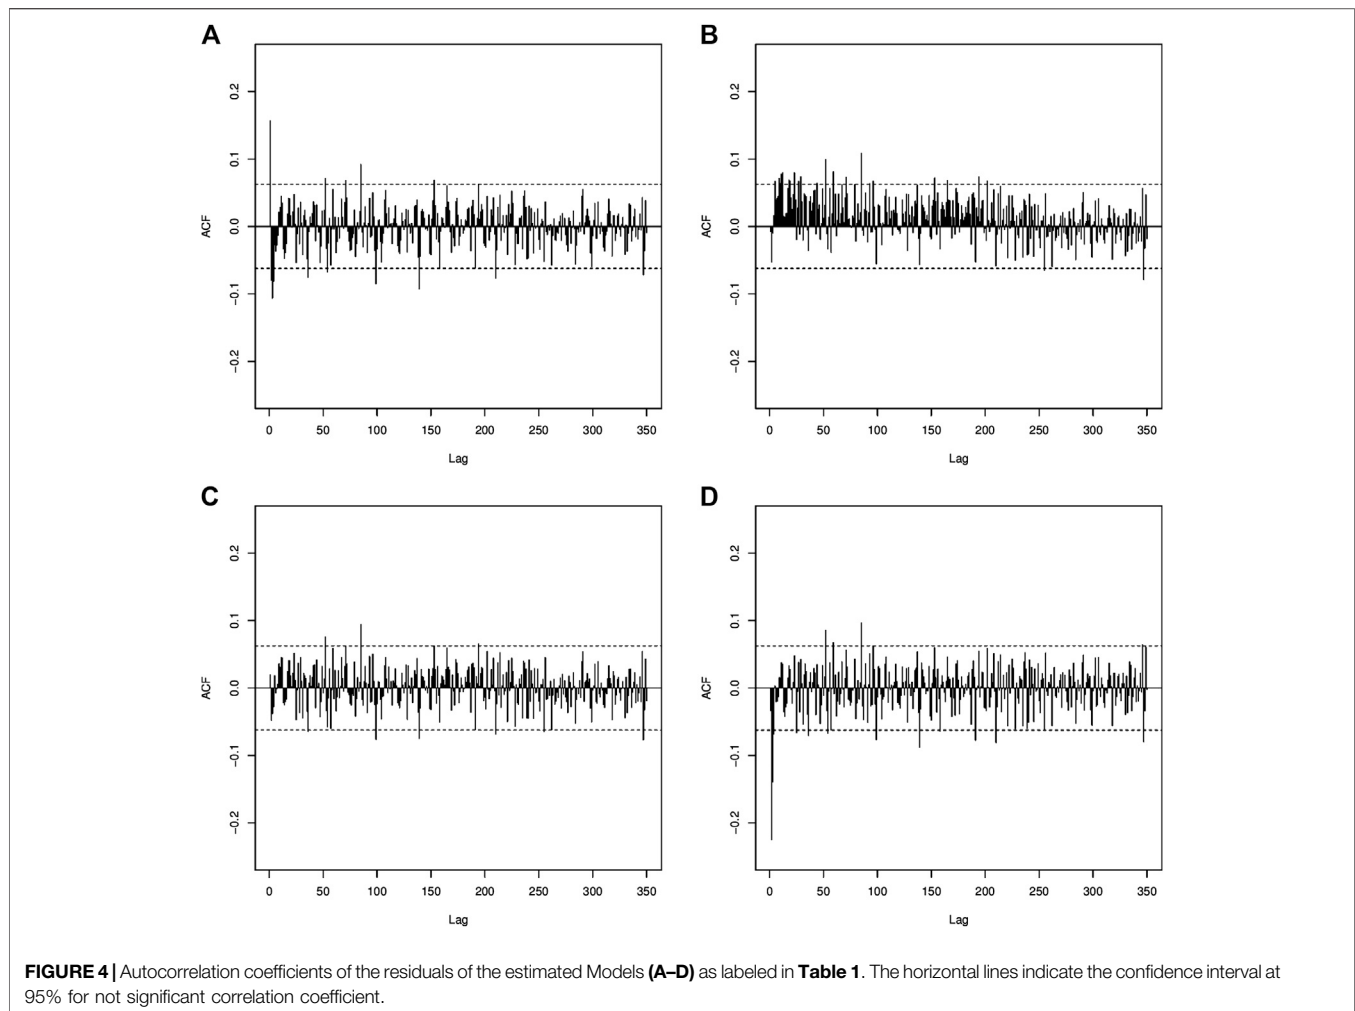 A
B
0.2
0.1
0.0
−0.1
−0.2
ACF
0 50 100 150 200 250 300 350
Lag
0.2
0.1
0.0
−0.1
−0.2
ACF
0 50 100 150 200 250 300 350
Lag
C
D
0.2
0.1
0.0
−0.1
−0.2
ACF
0 50 100 150 200 250 300 350
Lag
0.2
0.1
0.0
−0.1
−0.2
ACF
0 50 100 150 200 250 300 350
Lag
FIGURE 4 | Autocorrelation coefficients of the residuals of the estimated Models (A–D) as labeled in Table 1. The horizontal lines indicate the confidence interval at
95% for not significant correlation coefficient.